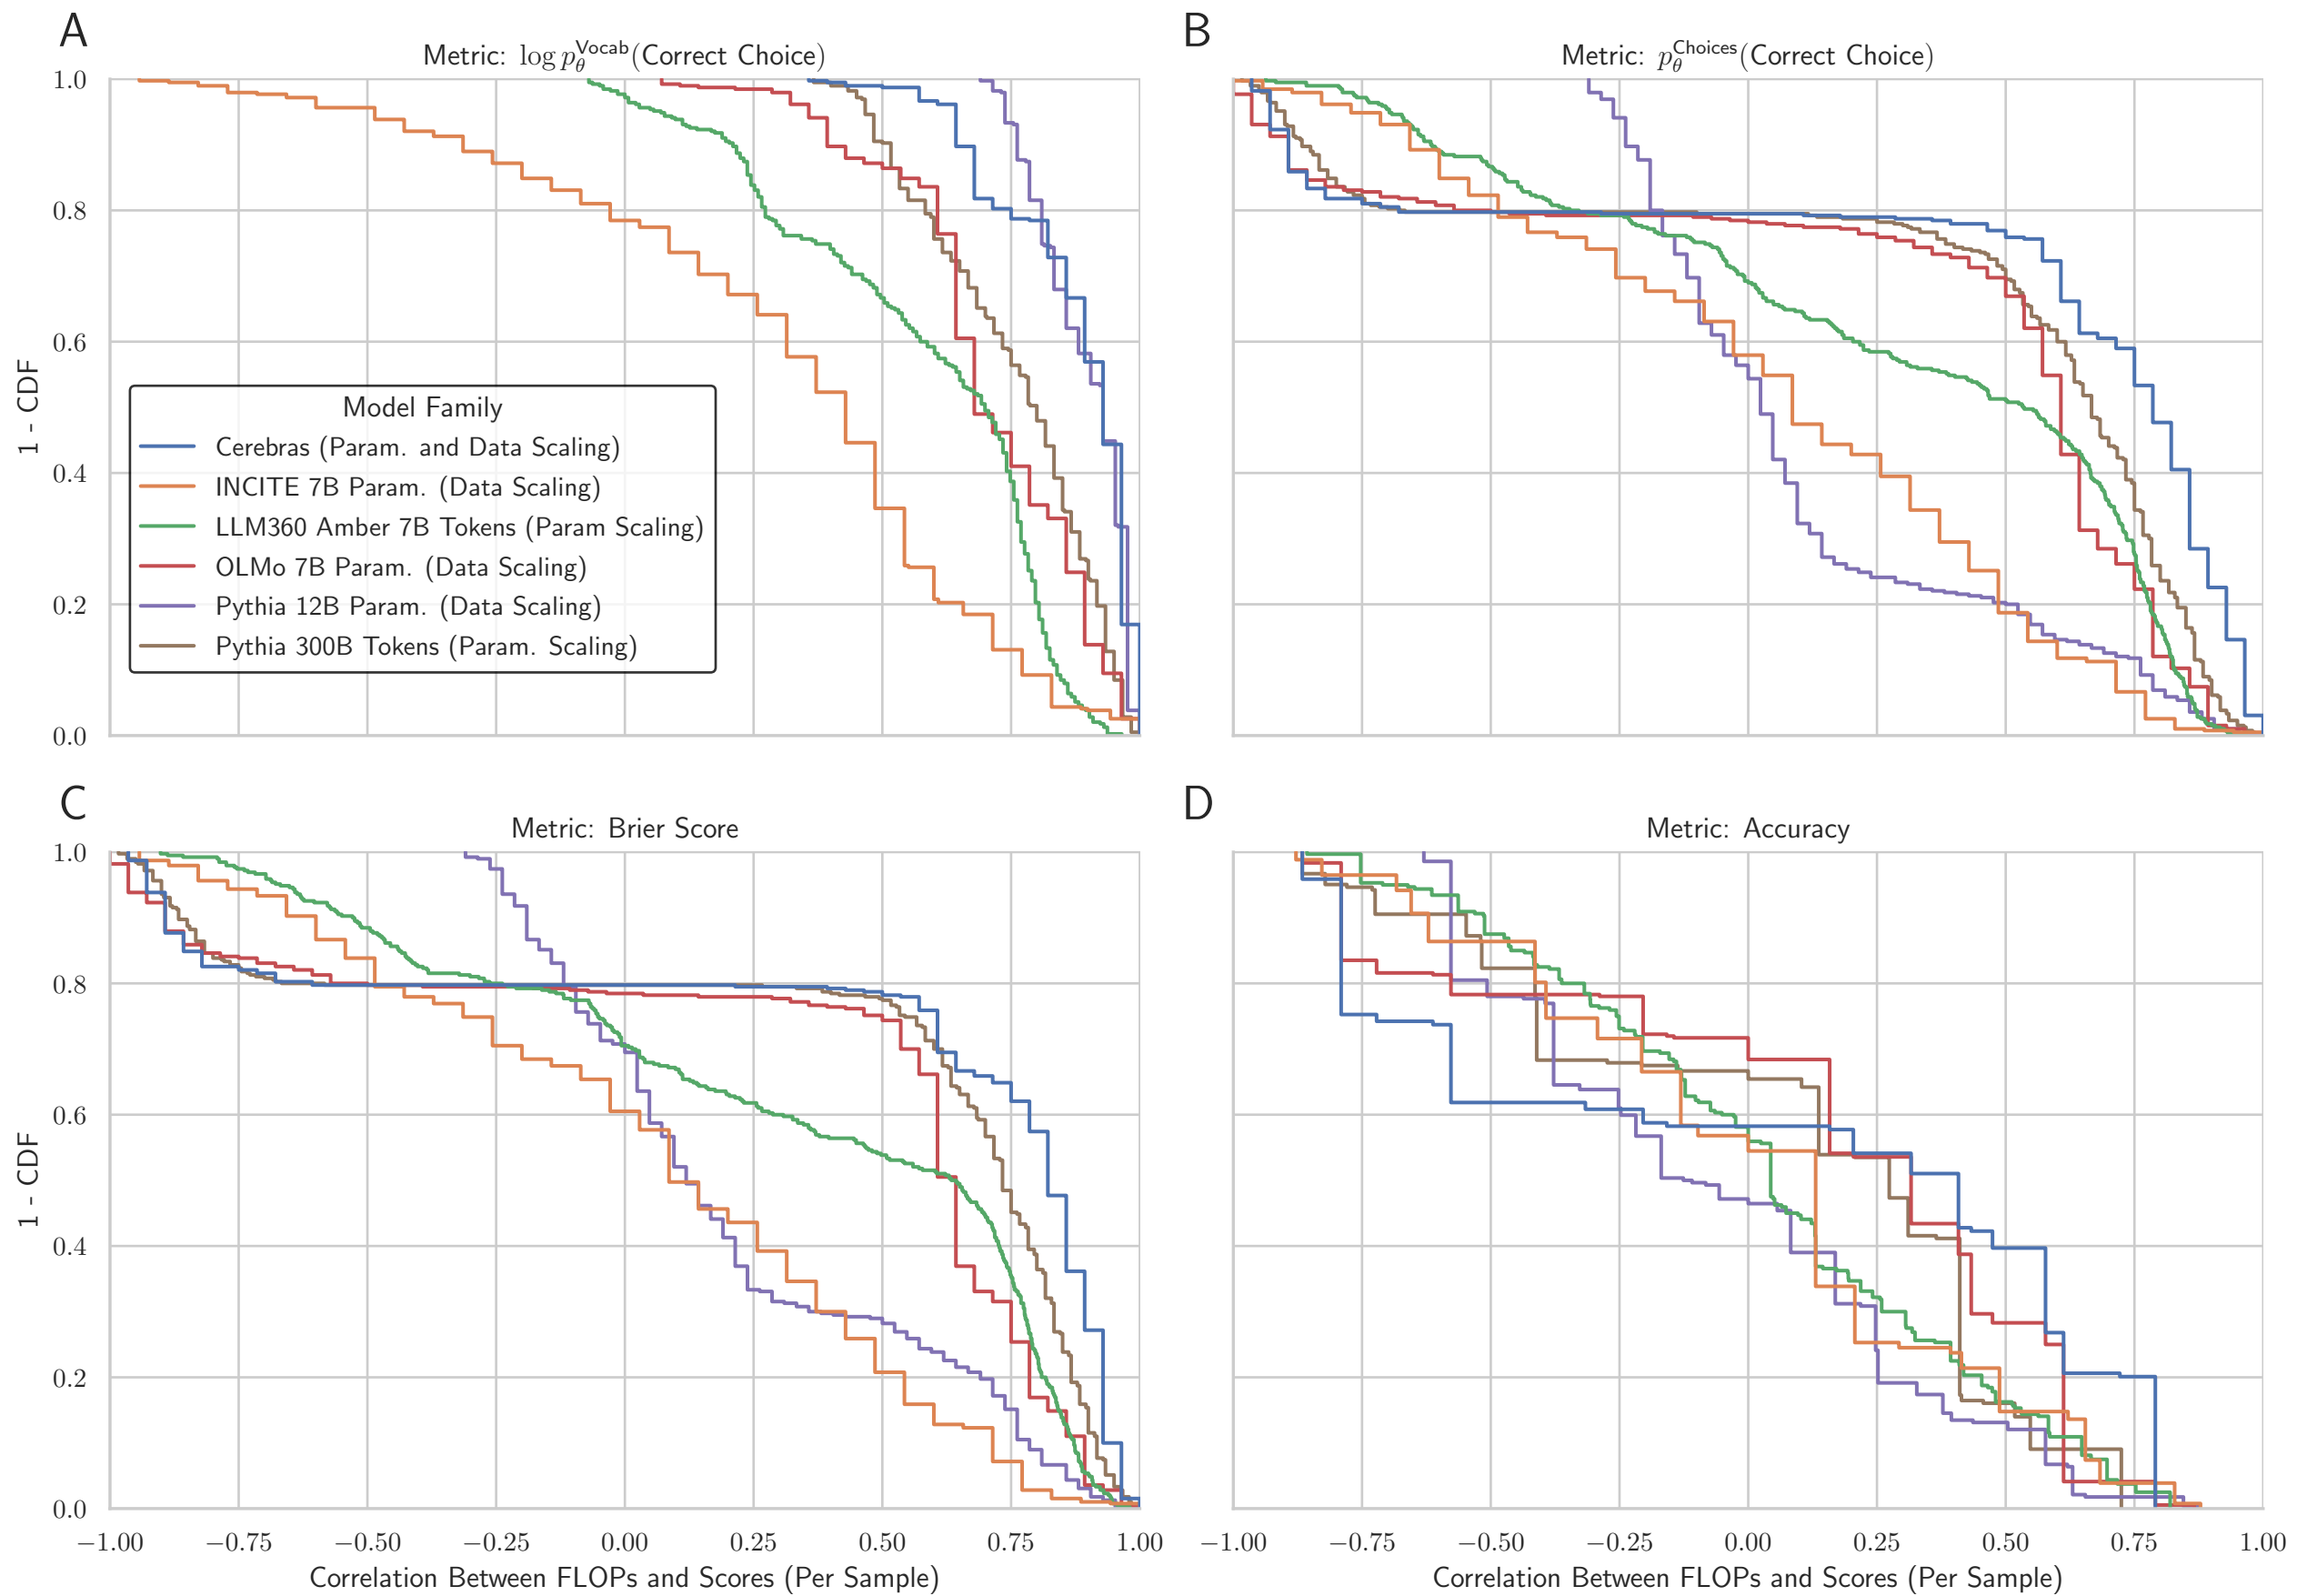 A
Metric: log p_θ^Vocab(Correct Choice)
1.0
0.8
0.6
0.4
0.2
0.0
1 - CDF
Model Family
Cerebras (Param. and Data Scaling)
INCITE 7B Param. (Data Scaling)
LLM360 Amber 7B Tokens (Param Scaling)
OLMo 7B Param. (Data Scaling)
Pythia 12B Param. (Data Scaling)
Pythia 300B Tokens (Param. Scaling)
B
Metric: p_θ^Choices(Correct Choice)
C
Metric: Brier Score
1.0
0.8
0.6
0.4
0.2
0.0
1 - CDF
−1.00 −0.75 −0.50 −0.25 0.00 0.25 0.50 0.75 1.00
Correlation Between FLOPs and Scores (Per Sample)
D
Metric: Accuracy
−1.00 −0.75 −0.50 −0.25 0.00 0.25 0.50 0.75 1.00
Correlation Between FLOPs and Scores (Per Sample)